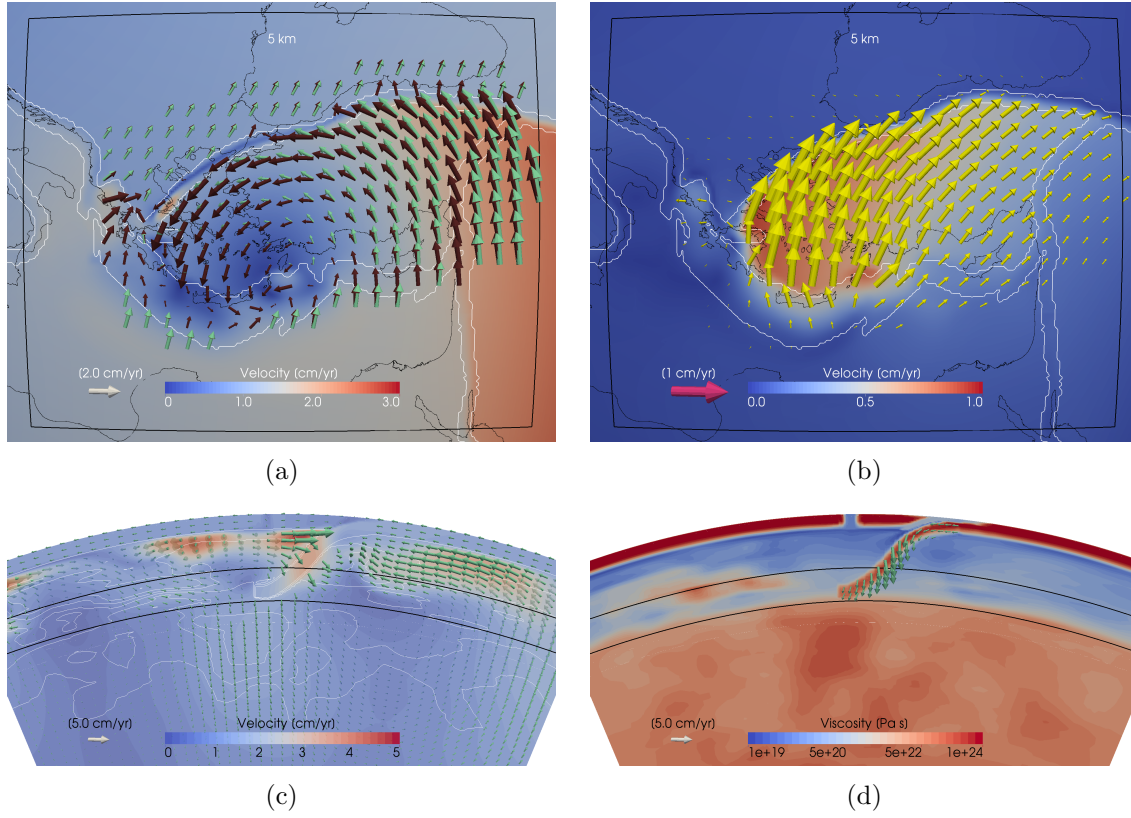 5 km
(2.0 cm/yr)
Velocity (cm/yr)
0 1.0 2.0 3.0
(a)
5 km
(1 cm/yr)
Velocity (cm/yr)
0.0 0.5 1.0
(b)
(5.0 cm/yr)
Velocity (cm/yr)
0 1 2 3 4 5
(c)
(5.0 cm/yr)
Viscosity (Pa s)
1e+19 5e+20 5e+22 1e+24
(d)